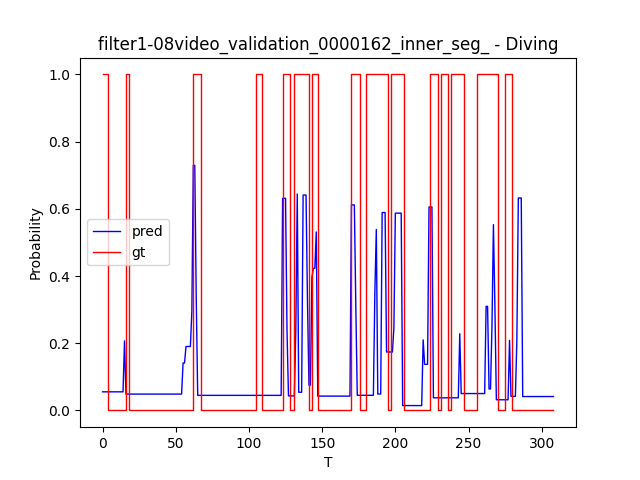 filter1-08video_validation_0000162_inner_seg_ - Diving
1.0
0.8
0.6
0.4
0.2
0.0
Probability
pred
gt
0 50 100 150 200 250 300
T